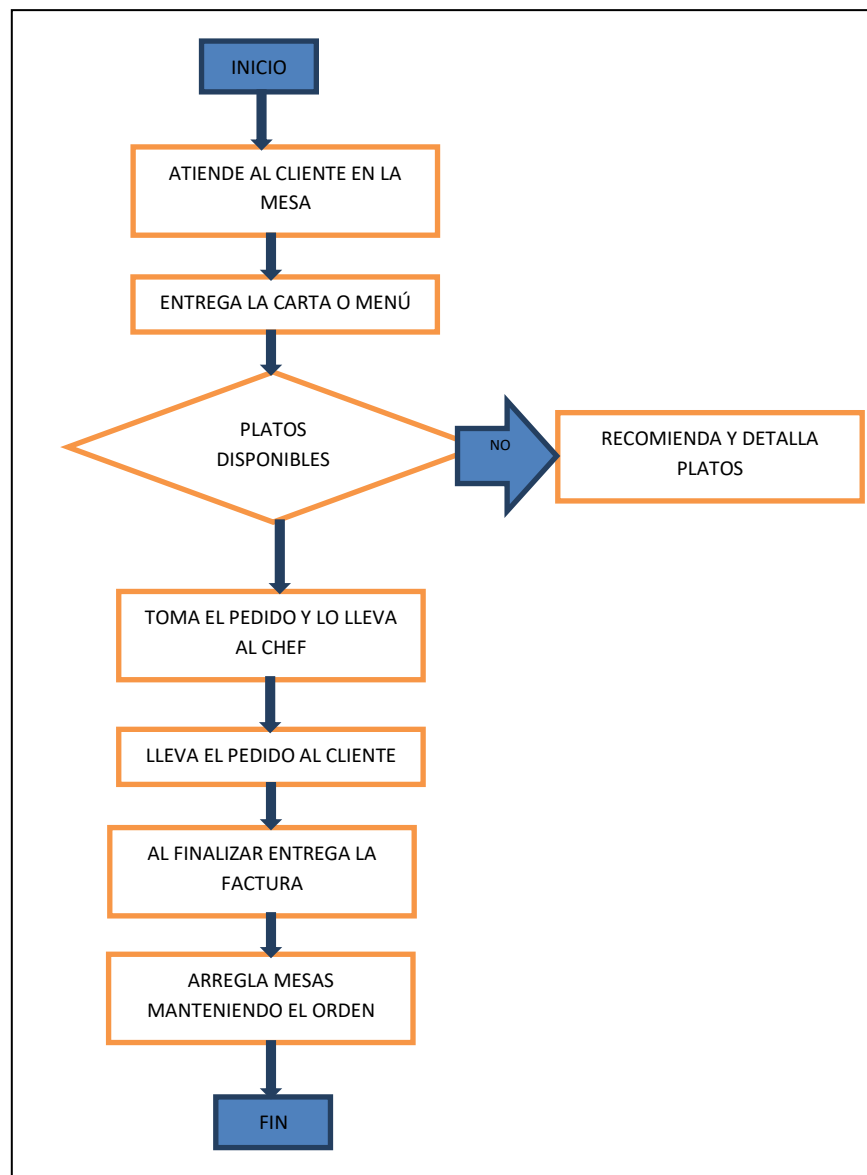 INICIO
ATIENDE AL CLIENTE EN LA
MESA
ENTREGA LA CARTA O MENÚ
PLATOS
DISPONIBLES
NO
RECOMIENDA Y DETALLA
PLATOS
TOMA EL PEDIDO Y LO LLEVA
AL CHEF
LLEVA EL PEDIDO AL CLIENTE
AL FINALIZAR ENTREGA LA
FACTURA
ARREGLA MESAS
MANTENIENDO EL ORDEN
FIN